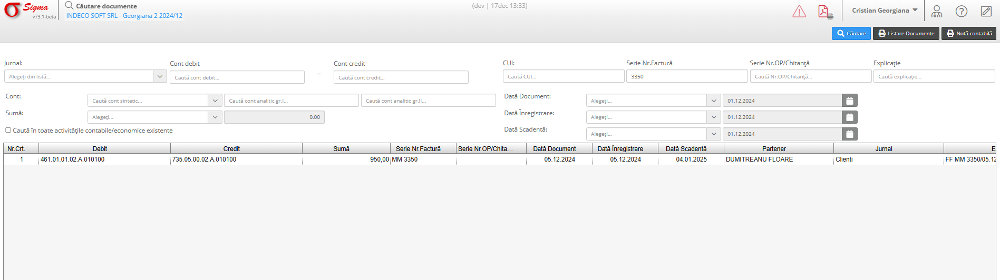 Sigma
v73.1-beta
Căutare documente
INDECO SOFT SRL - Georgiana 2 2024/12
(dev | 17dec 13:33)
Cristian Georgiana
Căutare
Listare Documente
Notă contabilă
Jurnal:
Cont debit
Cont credit
CUI:
Serie Nr.Factură
Serie Nr.OP/Chitanță
Explicație
Alegeți din listă...
Caută cont debit...
=
Caută cont credit...
Caută CUI...
3350
Caută Nr.OP/Chitanță...
Caută explicație...
Cont:
Caută cont sintetic...
Caută cont analitic gr.I...
Caută cont analitic gr.II...
Dată Document:
Alegeți...
01.12.2024
Sumă:
Alegeți...
0.00
Dată Înregistrare:
Alegeți...
01.12.2024
Caută în toate activitățile contabile/economice existente
Dată Scadentă:
Alegeți...
01.12.2024
Nr.Crt. Debit Credit Sumă Serie Nr.Factură Serie Nr.OP/Chita... Dată Document Dată Înregistrare Dată Scadentă Partener Jurnal E
1 461.01.01.02.A.010100 735.05.00.02.A.010100 950,00 MM 3350 05.12.2024 05.12.2024 04.01.2025 DUMITREANU FLOARE Clienti FF MM 3350/05.12